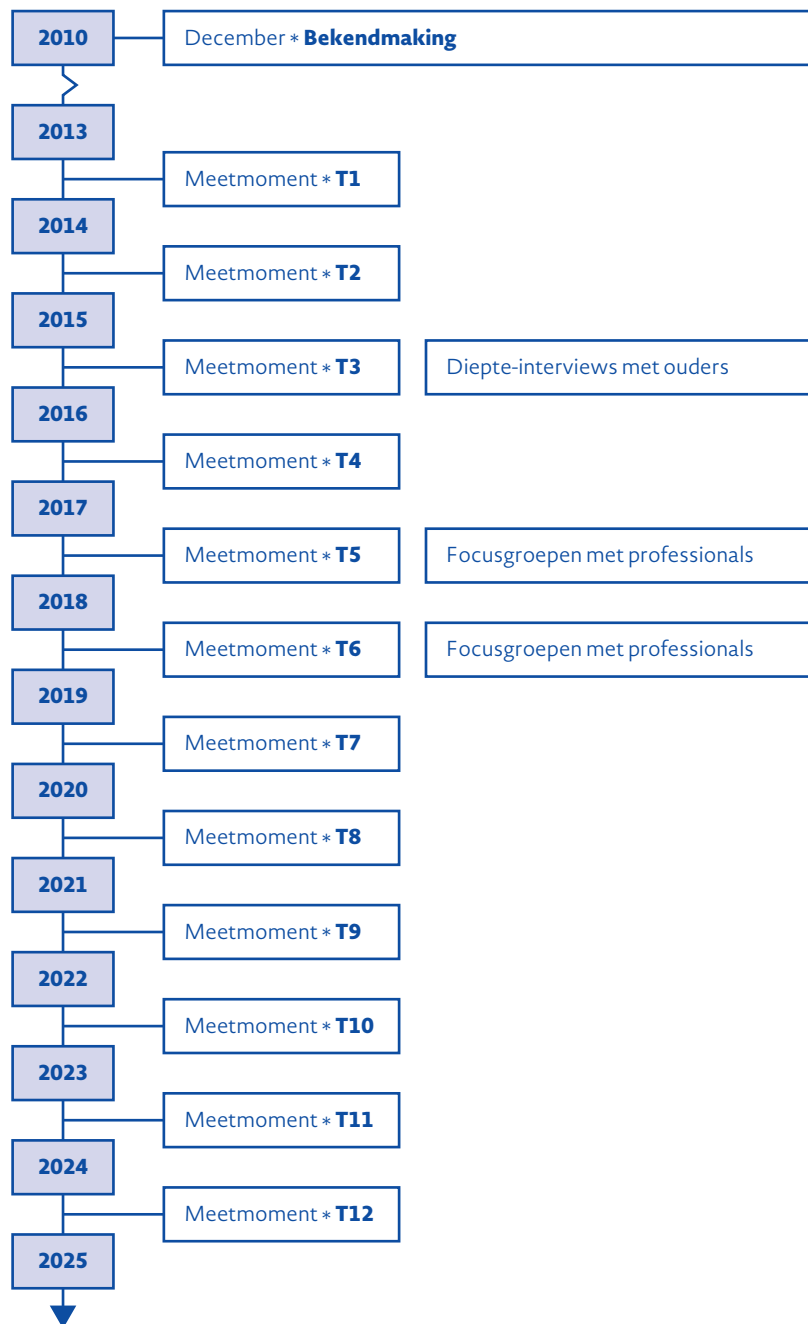 2010
December * Bekendmaking
2013
Meetmoment * T1
2014
Meetmoment * T2
2015
Meetmoment * T3
Diepte-interviews met ouders
2016
Meetmoment * T4
2017
Meetmoment * T5
Focusgroepen met professionals
2018
Meetmoment * T6
Focusgroepen met professionals
2019
Meetmoment * T7
2020
Meetmoment * T8
2021
Meetmoment * T9
2022
Meetmoment * T10
2023
Meetmoment * T11
2024
Meetmoment * T12
2025